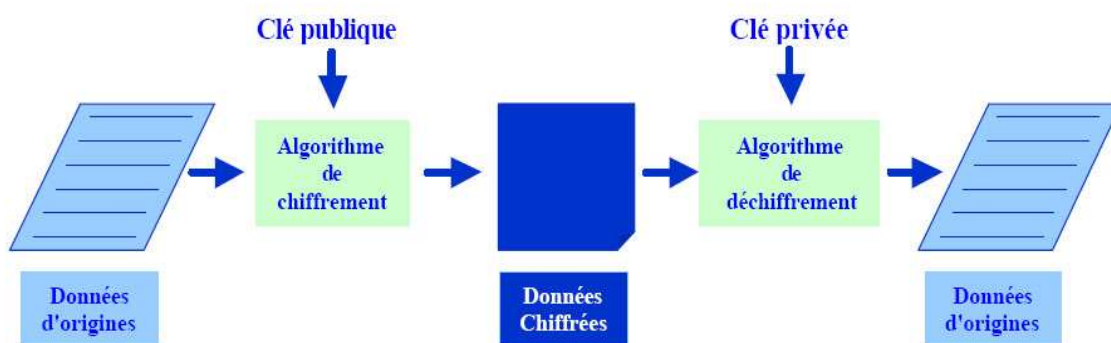 Clé publique
Clé privée
Algorithme
de
chiffrement
Algorithme
de
déchiffrement
Données
d'origines
Données
Chiffrées
Données
d'origines